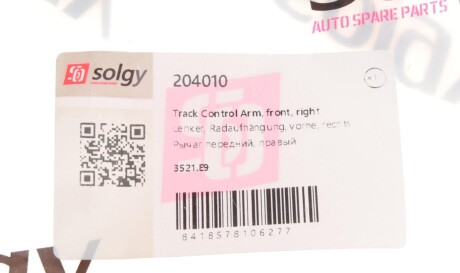 AUTO SPARE PARTS
solgy
204010
x1
Track Control Arm, front, right
Lenker, Radaufhängung, vorne, rechts
Рычаг передний, правый
3521.E9
8418578106277